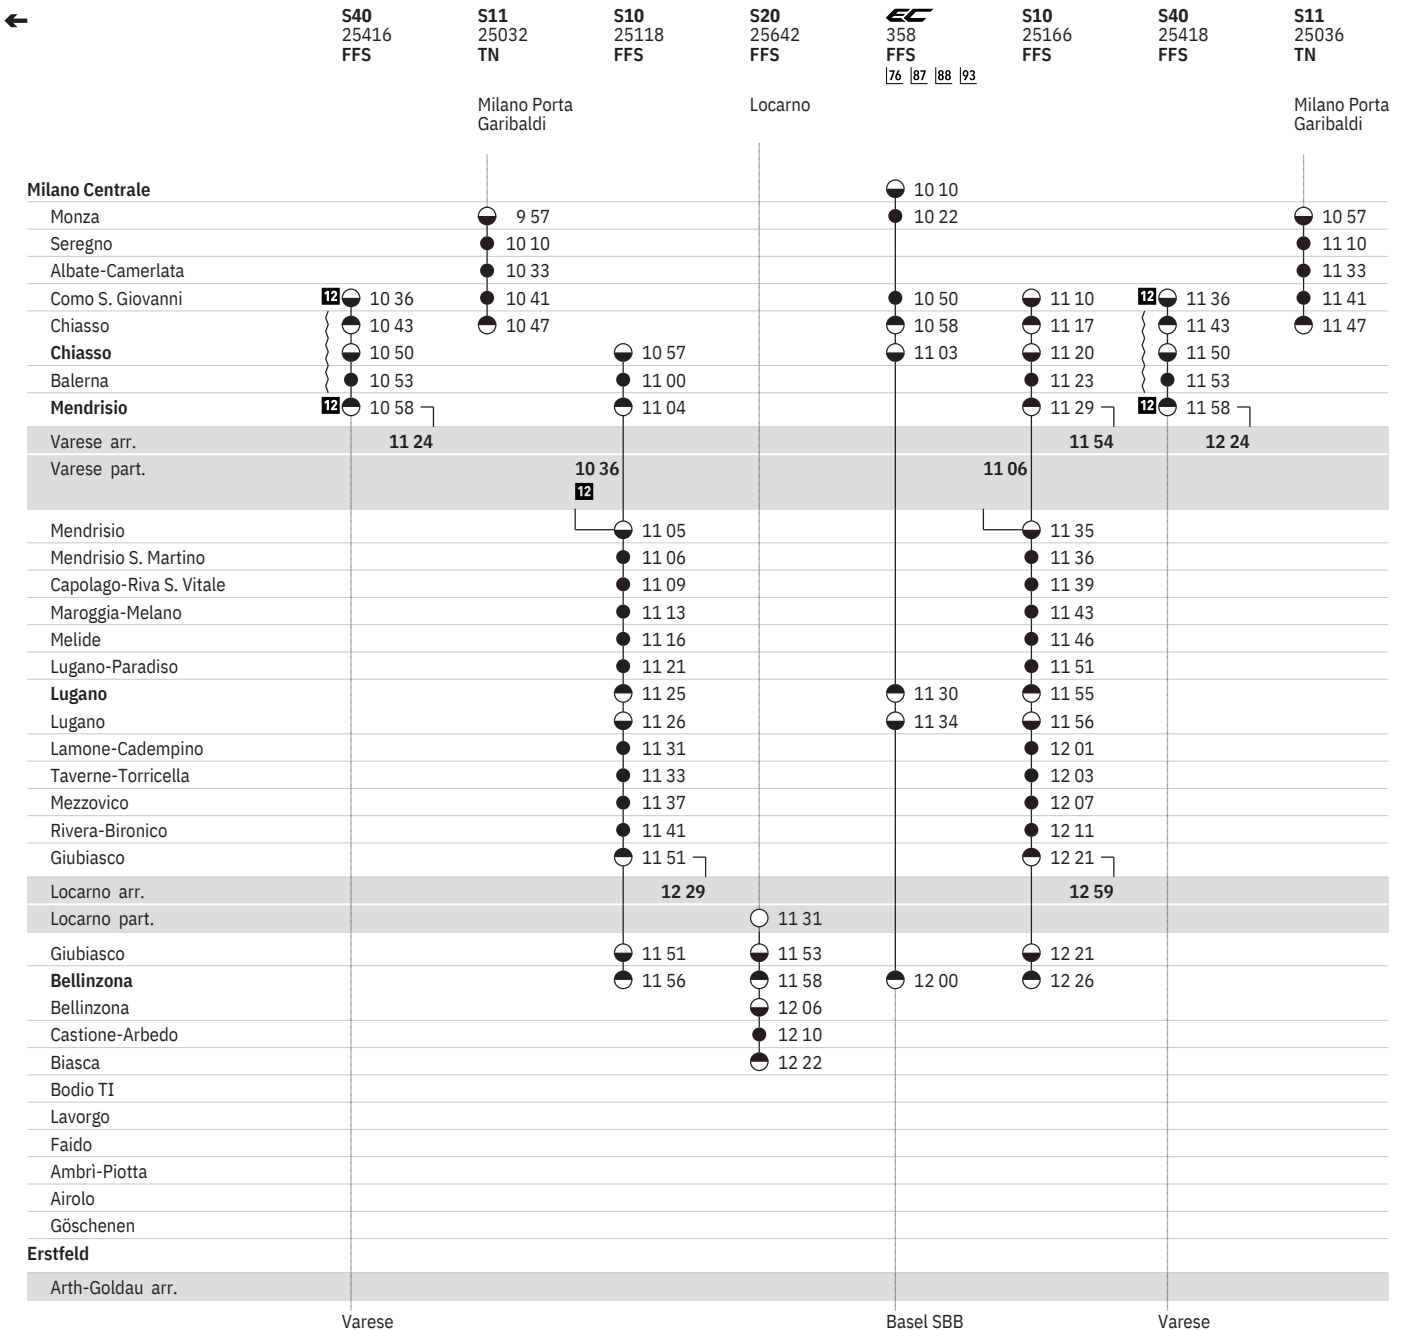 S40 S11 S10 S20 EC S10 S40 S11
25416 25032 25118 25642 358 25166 25418 25036
FFS TN FFS FFS FFS FFS FFS TN
76 87 88 93
Milano Porta Locarno Milano Porta
Garibaldi Garibaldi
Milano Centrale 10 10
Monza 9 57 10 22 10 57
Seregno 10 10 11 10
Albate-Camerlata 10 33 11 33
Como S. Giovanni 12 10 36 10 41 10 50 11 10 12 11 36 11 41
Chiasso 10 43 10 47 10 58 11 17 11 43 11 47
Chiasso 10 50 10 57 11 03 11 20 11 50
Balerna 10 53 11 00 11 23 11 53
Mendrisio 12 10 58 11 04 11 29 12 11 58
Varese arr. 11 24 11 54 12 24
Varese part. 10 36 11 06
12
Mendrisio 11 05 11 35
Mendrisio S. Martino 11 06 11 36
Capolago-Riva S. Vitale 11 09 11 39
Maroggia-Melano 11 13 11 43
Melide 11 16 11 46
Lugano-Paradiso 11 21 11 51
Lugano 11 25 11 30 11 55
Lugano 11 26 11 34 11 56
Lamone-Cadempino 11 31 12 01
Taverne-Torricella 11 33 12 03
Mezzovico 11 37 12 07
Rivera-Bironico 11 41 12 11
Giubiasco 11 51 12 21
Locarno arr. 12 29 12 59
Locarno part. 11 31
Giubiasco 11 51 11 53 12 21
Bellinzona 11 56 11 58 12 00 12 26
Bellinzona 12 06
Castione-Arbedo 12 10
Biasca 12 22
Bodio TI
Lavorgo
Faido
Ambrì-Piotta
Airolo
Göschenen
Erstfeld
Arth-Goldau arr.
Varese Basel SBB Varese